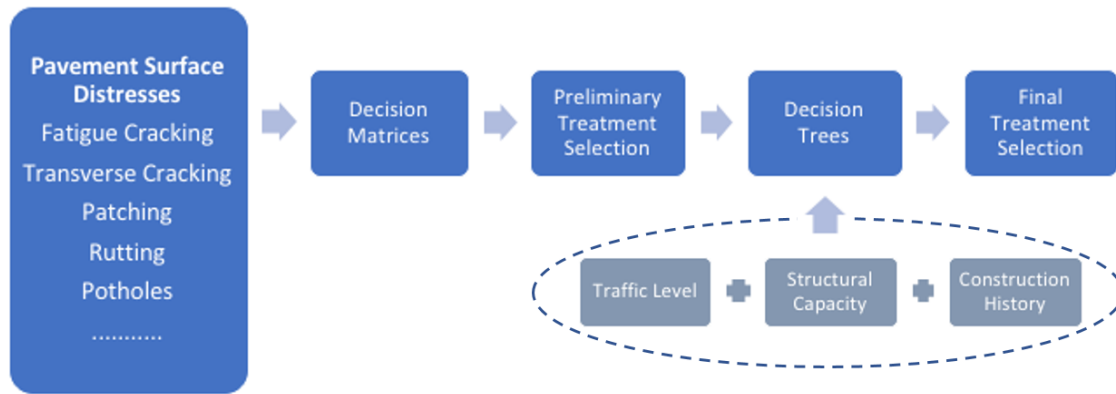 Pavement Surface
Distresses
Fatigue Cracking
Transverse Cracking
Patching
Rutting
Potholes
...........
Decision
Matrices
Preliminary
Treatment
Selection
Decision
Trees
Final
Treatment
Selection
Traffic Level
Structural
Capacity
Construction
History